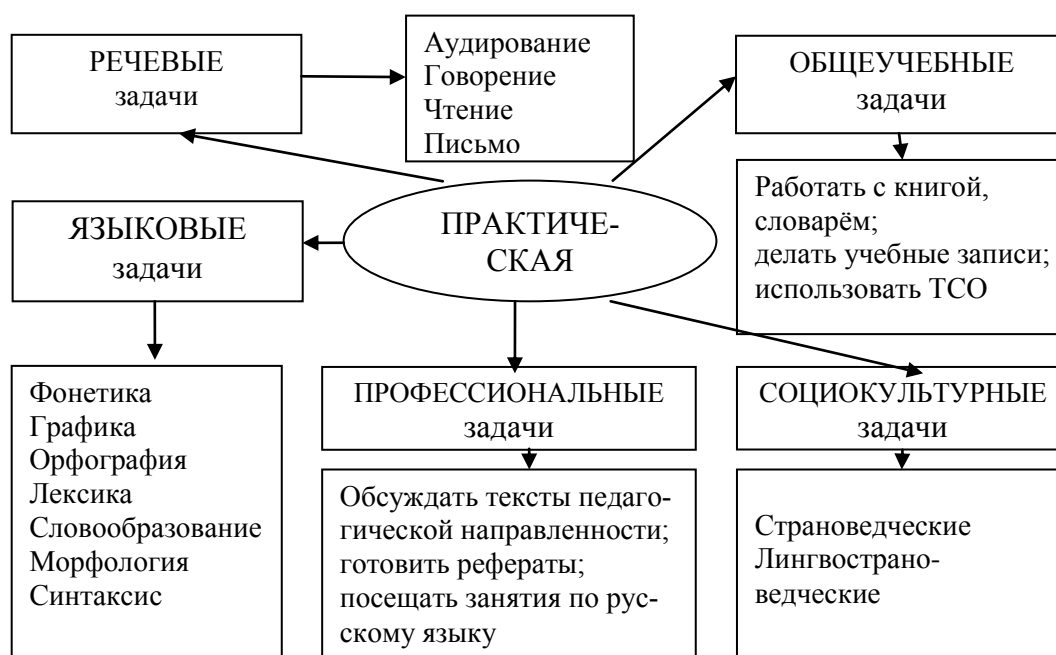 РЕЧЕВЫЕ
задачи
Аудирование
Говорение
Чтение
Письмо
ОБЩЕУЧЕБНЫЕ
задачи
Работать с книгой,
словарём;
делать учебные записи;
использовать ТСО
ЯЗЫКОВЫЕ
задачи
ПРАКТИЧЕ-
СКАЯ
Фонетика
Графика
Орфография
Лексика
Словообразование
Морфология
Синтаксис
ПРОФЕССИОНАЛЬНЫЕ
задачи
Обсуждать тексты педаго-
гической направленности;
готовить рефераты;
посещать занятия по рус-
скому языку
СОЦИОКУЛЬТУРНЫЕ
задачи
Страноведческие
Лингвострано-
ведческие